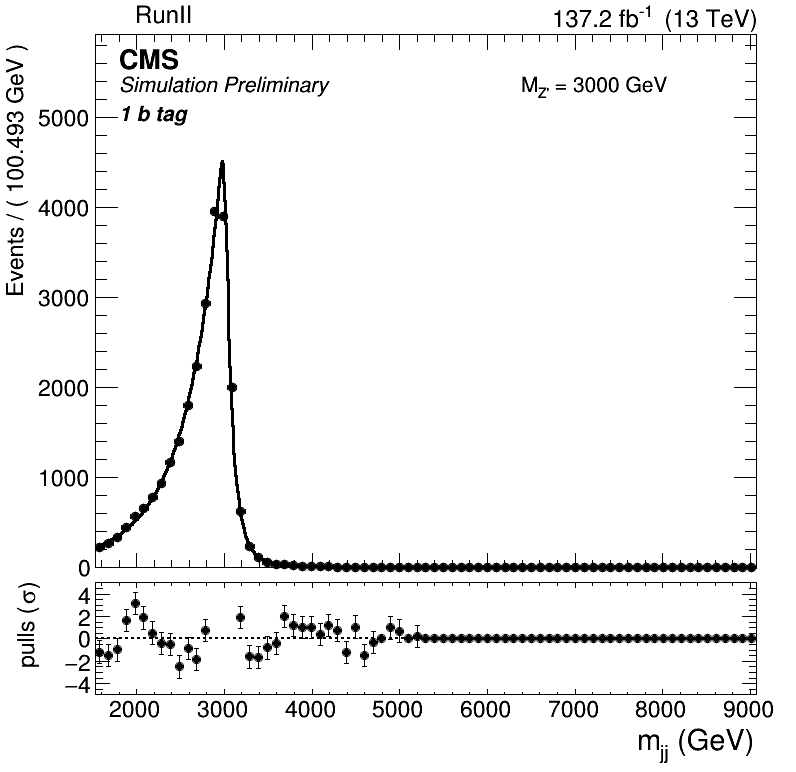 RunII 137.2 fb⁻¹ (13 TeV)
CMS
Simulation Preliminary
M_Z' = 3000 GeV
1 b tag
Events / ( 100.493 GeV )
5000
4000
3000
2000
1000
0
pulls (σ)
4
2
0
−2
−4
2000 3000 4000 5000 6000 7000 8000 9000
m_jj (GeV)